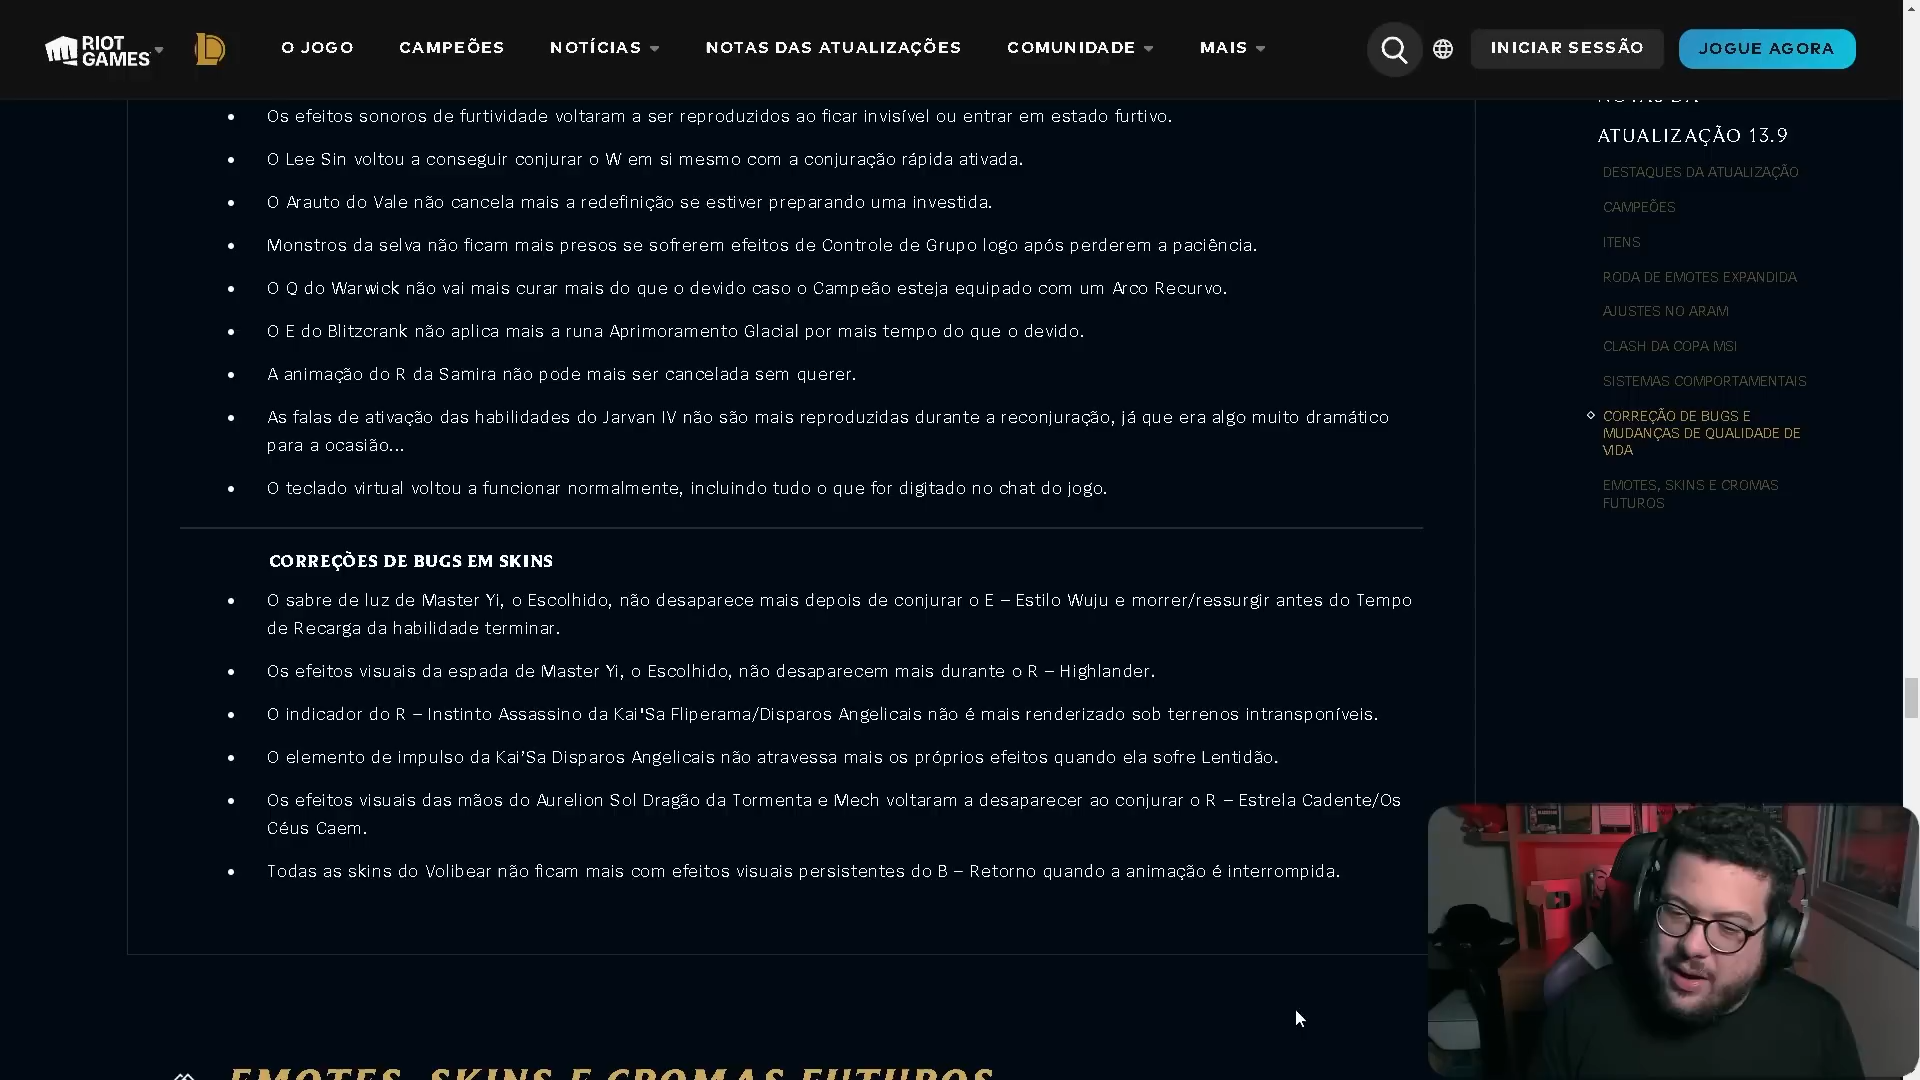 RIOT GAMES
O JOGO
CAMPEÕES
NOTÍCIAS
NOTAS DAS ATUALIZAÇÕES
COMUNIDADE
MAIS
INICIAR SESSÃO
JOGUE AGORA
Os efeitos sonoros de furtividade voltaram a ser reproduzidos ao ficar invisível ou entrar em estado furtivo.
O Lee Sin voltou a conseguir conjurar o W em si mesmo com a conjuração rápida ativada.
O Arauto do Vale não cancela mais a redefinição se estiver preparando uma investida.
Monstros da selva não ficam mais presos se sofrerem efeitos de Controle de Grupo logo após perderem a paciência.
O Q do Warwick não vai mais curar mais do que o devido caso o Campeão esteja equipado com um Arco Recurvo.
O E do Blitzcrank não aplica mais a runa Aprimoramento Glacial por mais tempo do que o devido.
A animação do R da Samira não pode mais ser cancelada sem querer.
As falas de ativação das habilidades do Jarvan IV não são mais reproduzidas durante a reconjuração, já que era algo muito dramático
para a ocasião...
O teclado virtual voltou a funcionar normalmente, incluindo tudo o que for digitado no chat do jogo.
CORREÇÕES DE BUGS EM SKINS
O sabre de luz de Master Yi, o Escolhido, não desaparece mais depois de conjurar o E – Estilo Wuju e morrer/ressurgir antes do Tempo
de Recarga da habilidade terminar.
Os efeitos visuais da espada de Master Yi, o Escolhido, não desaparecem mais durante o R – Highlander.
O indicador do R – Instinto Assassino da Kai'Sa Fliperama/Disparos Angelicais não é mais renderizado sob terrenos intransponíveis.
O elemento de impulso da Kai’Sa Disparos Angelicais não atravessa mais os próprios efeitos quando ela sofre Lentidão.
Os efeitos visuais das mãos do Aurelion Sol Dragão da Tormenta e Mech voltaram a desaparecer ao conjurar o R – Estrela Cadente/Os
Céus Caem.
Todas as skins do Volibear não ficam mais com efeitos visuais persistentes do B – Retorno quando a animação é interrompida.
EMOTES, SKINS E CROMAS FUTUROS
NOTAS DA
ATUALIZAÇÃO 13.9
DESTAQUES DA ATUALIZAÇÃO
CAMPEÕES
ITENS
RODA DE EMOTES EXPANDIDA
AJUSTES NO ARAM
CLASH DA COPA MSI
SISTEMAS COMPORTAMENTAIS
CORREÇÃO DE BUGS E
MUDANÇAS DE QUALIDADE DE
VIDA
EMOTES, SKINS E CROMAS
FUTUROS